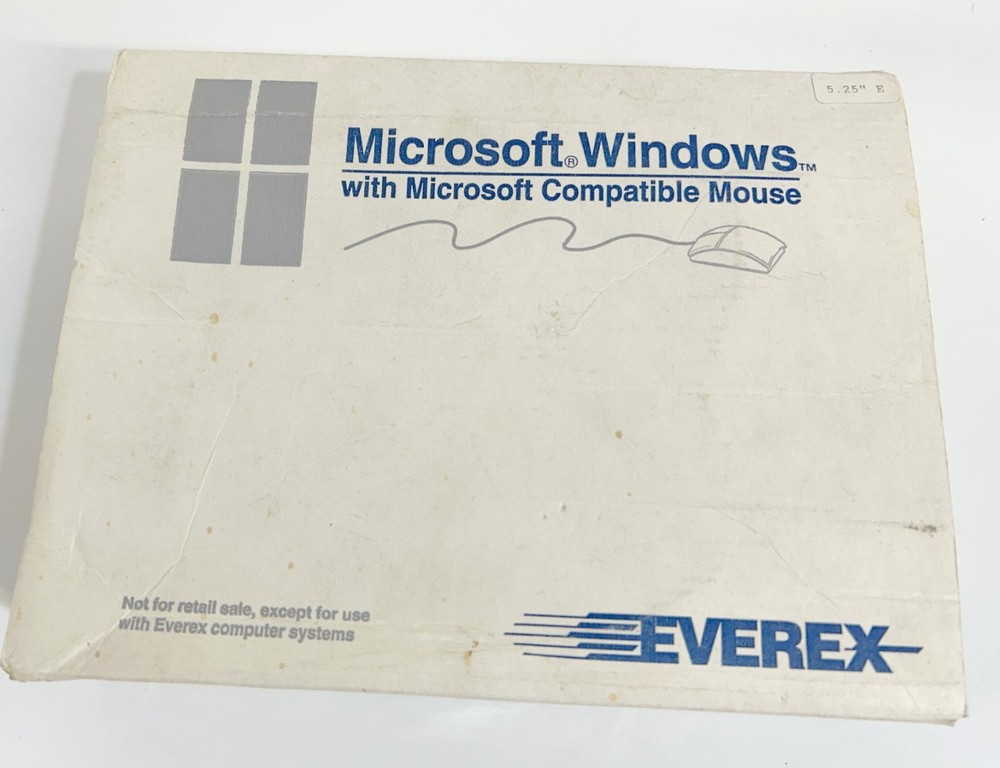 5.25" E
Microsoft® Windows™
with Microsoft Compatible Mouse
Not for retail sale, except for use
with Everex computer systems
EVEREX